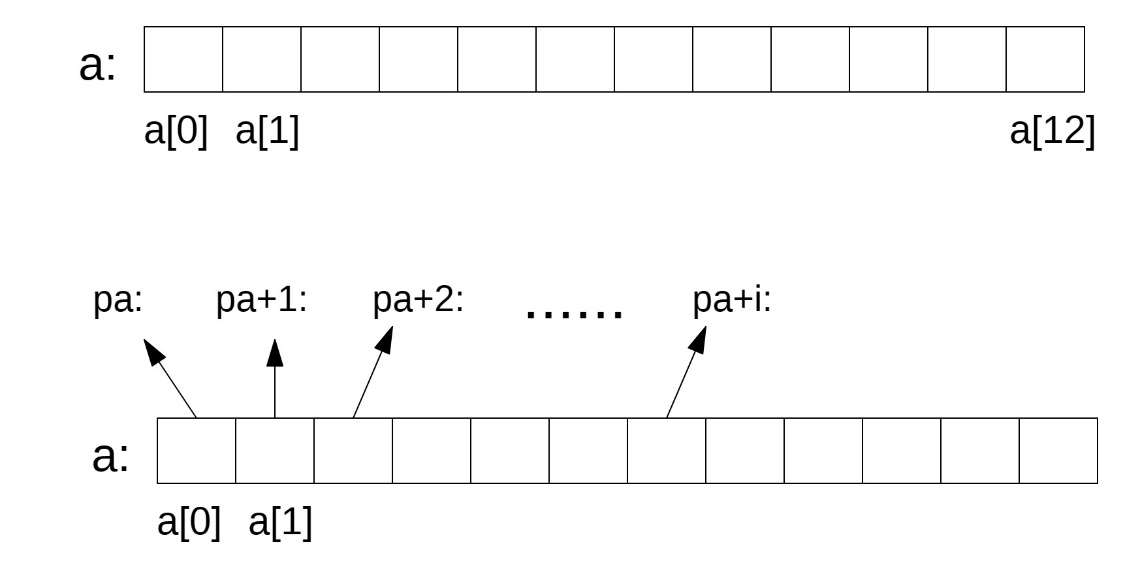 a:
a[0] a[1] a[12]
pa: pa+1: pa+2: ...... pa+i:
a:
a[0] a[1]